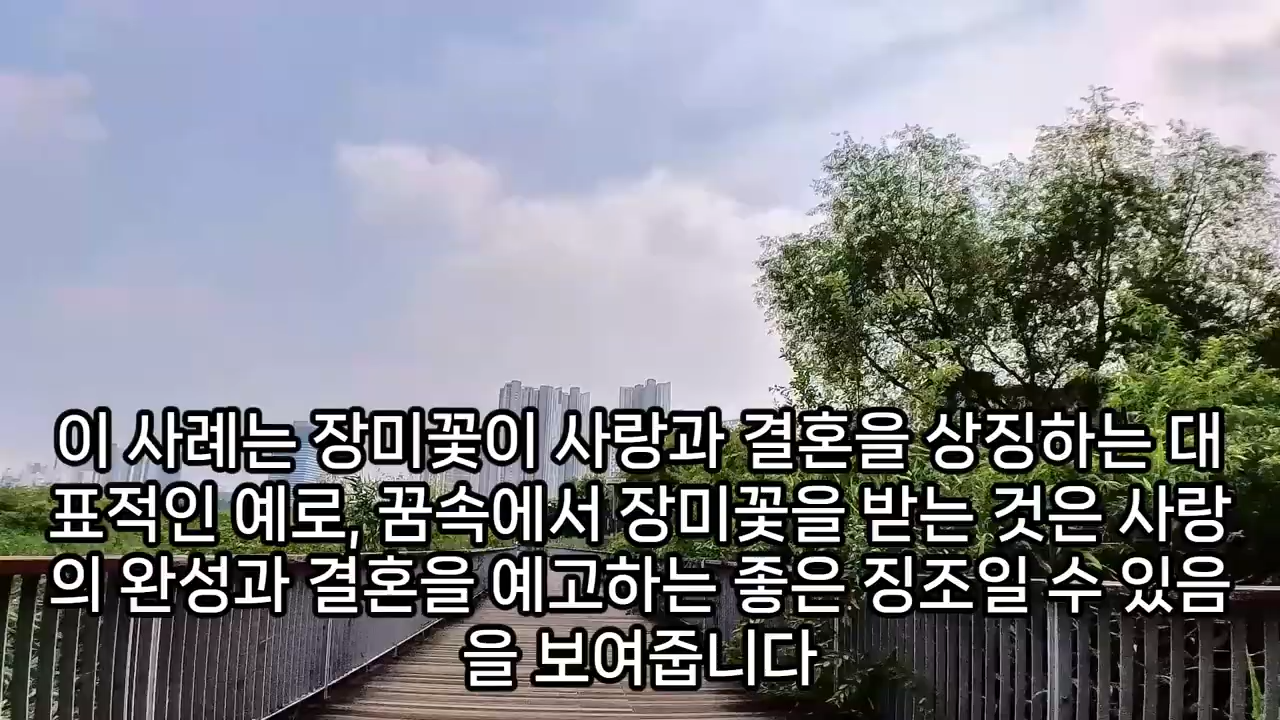 이 사례는 장미꽃이 사랑과 결혼을 상징하는 대
표적인 예로, 꿈속에서 장미꽃을 받는 것은 사랑
의 완성과 결혼을 예고하는 좋은 징조일 수 있음
을 보여줍니다